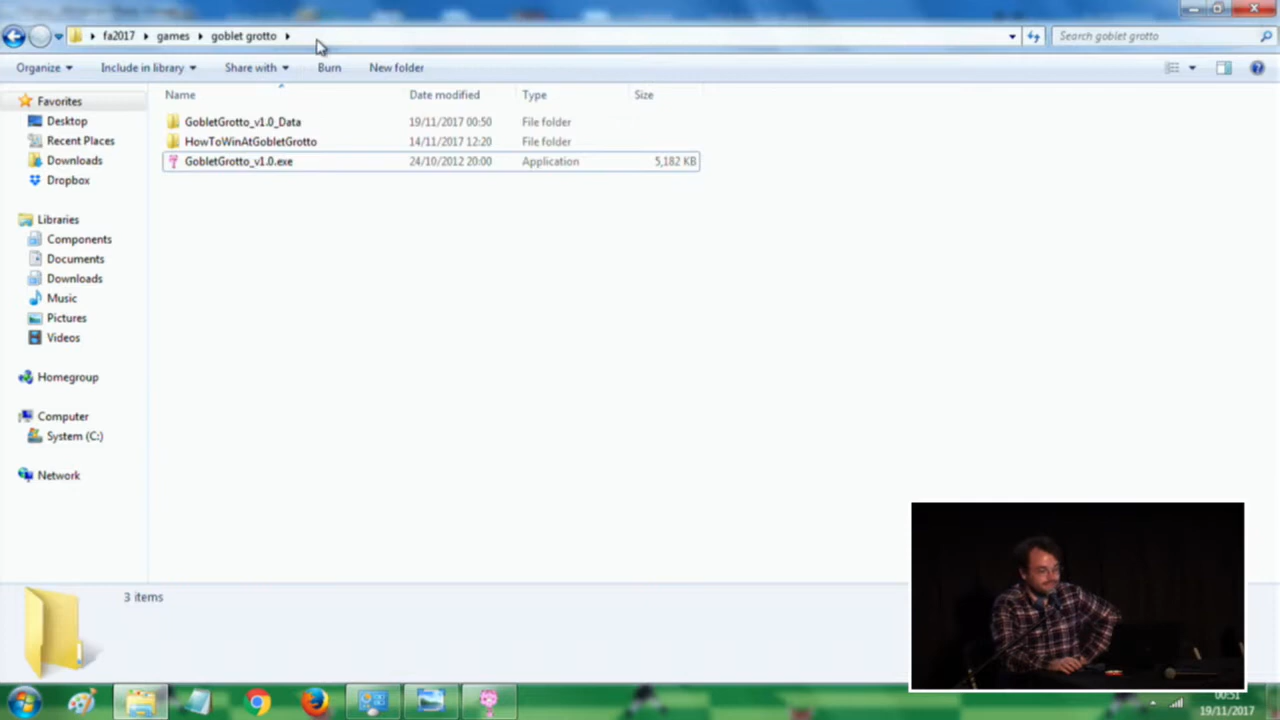 fa2017 games goblet grotto Search goblet grotto
Organize Include in library Share with Burn New folder
Name Date modified Type Size
Favorites
Desktop
Recent Places
Downloads
Dropbox
Libraries
Components
Documents
Downloads
Music
Pictures
Videos
Homegroup
Computer
System (C:)
Network
GobletGrotto_v1.0_Data 19/11/2017 00:50 File folder
HowToWinAtGobletGrotto 14/11/2017 12:20 File folder
GobletGrotto_v1.0.exe 24/10/2012 20:00 Application 5,182 KB
3 items
00:51
19/11/2017